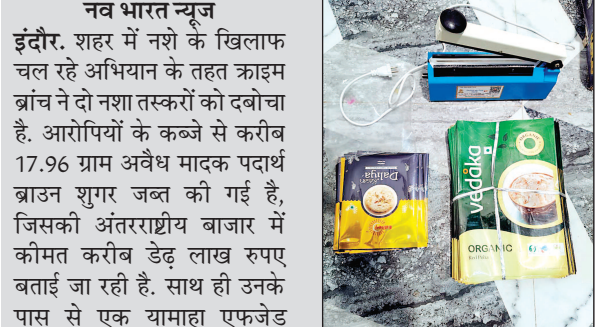 नव भारत न्यूज
इंदौर. शहर में नशे के खिलाफ
चल रहे अभियान के तहत क्राइम
ब्रांच ने दो नशा तस्करों को दबोचा
है. आरोपियों के कब्जे से करीब
17.96 ग्राम अवैध मादक पदार्थ
ब्राउन शुगर जब्त की गई है,
जिसकी अंतरराष्ट्रीय बाजार में
कीमत करीब डेढ़ लाख रुपए
बताई जा रही है. साथ ही उनके
पास से एक यामाहा एफजेड
Daliya
vedaka
ORGANIC